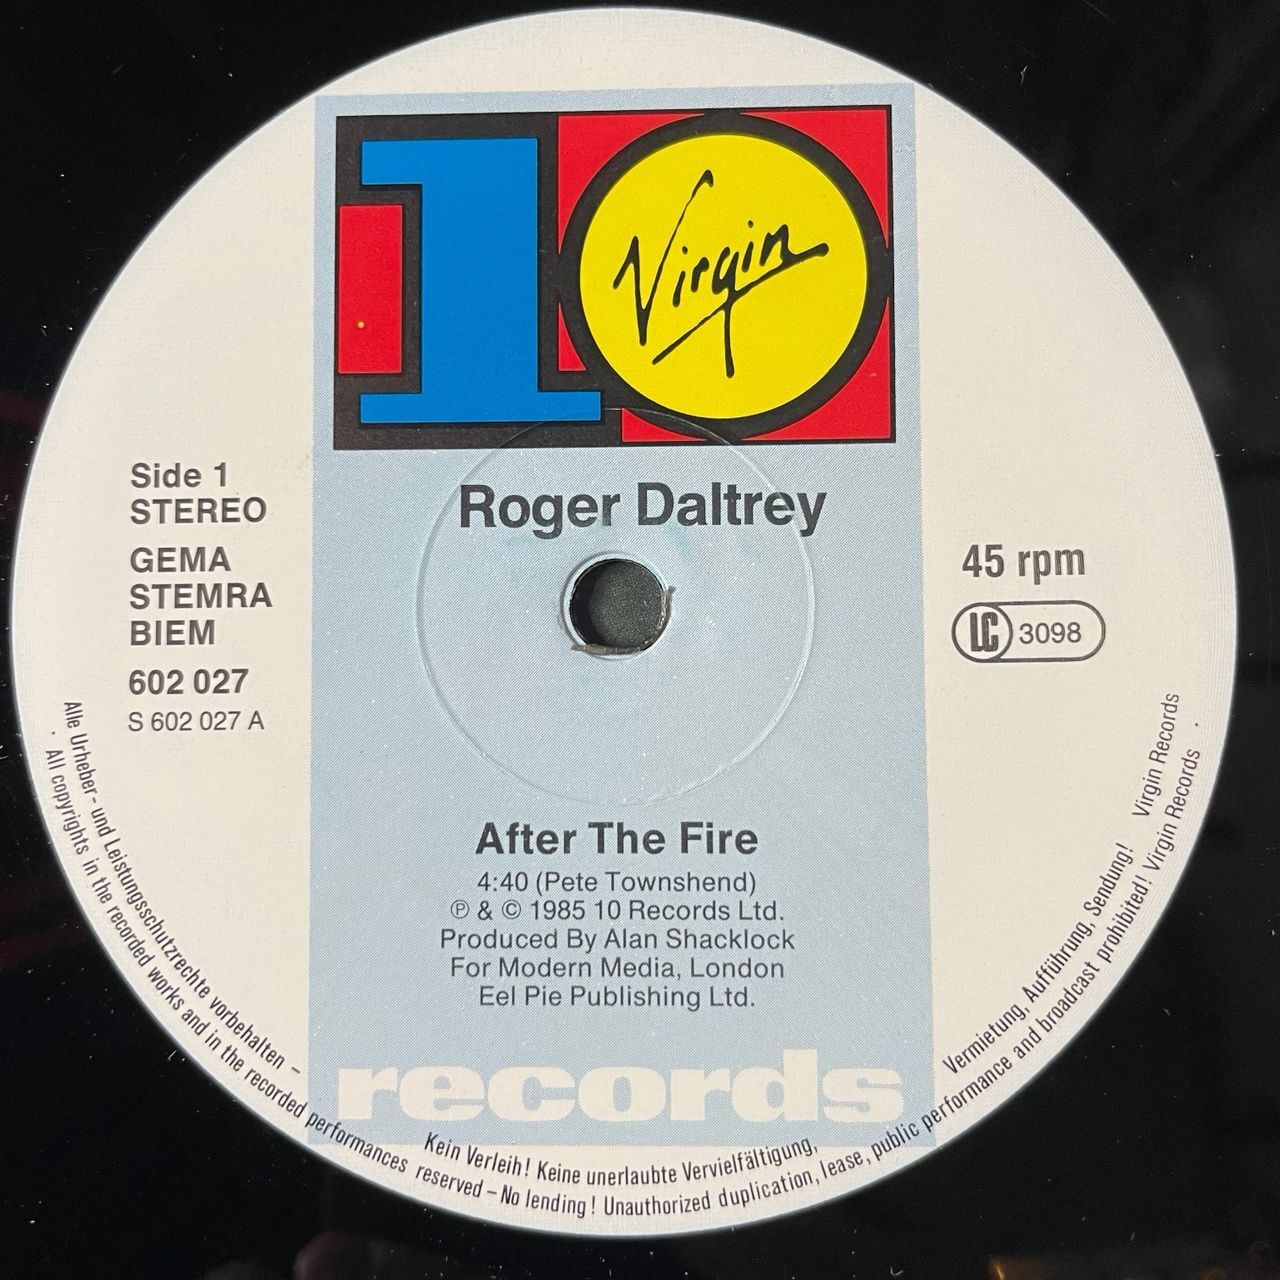 10
Virgin
Roger Daltrey
Side 1
STEREO
GEMA
STEMRA
BIEM
602 027
S 602 027 A
45 rpm
LC 3098
After The Fire
4:40 (Pete Townshend)
℗ & © 1985 10 Records Ltd.
Produced By Alan Shacklock
For Modern Media, London
Eel Pie Publishing Ltd.
records
Alle Urheber- und Leistungsschutzrechte vorbehalten – Kein Verleih! Keine unerlaubte Vervielfältigung, Vermietung, Aufführung, Sendung! Virgin Records
· All copyrights in the recorded works and in the recorded performances reserved – No lending! Unauthorized duplication, lease, public performance and broadcast prohibited! Virgin Records ·